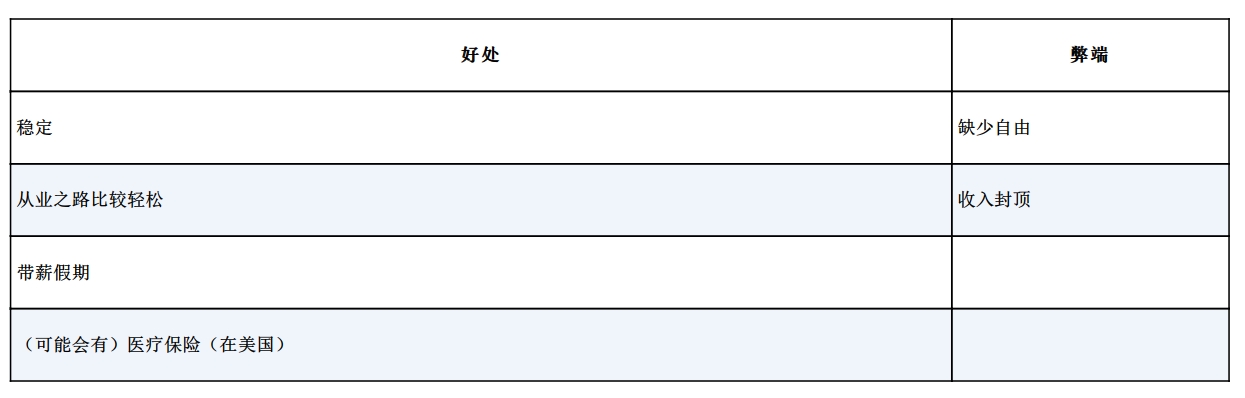 好处 弊端
稳定 缺少自由
从业之路比较轻松 收入封顶
带薪假期
（可能会有）医疗保险（在美国）